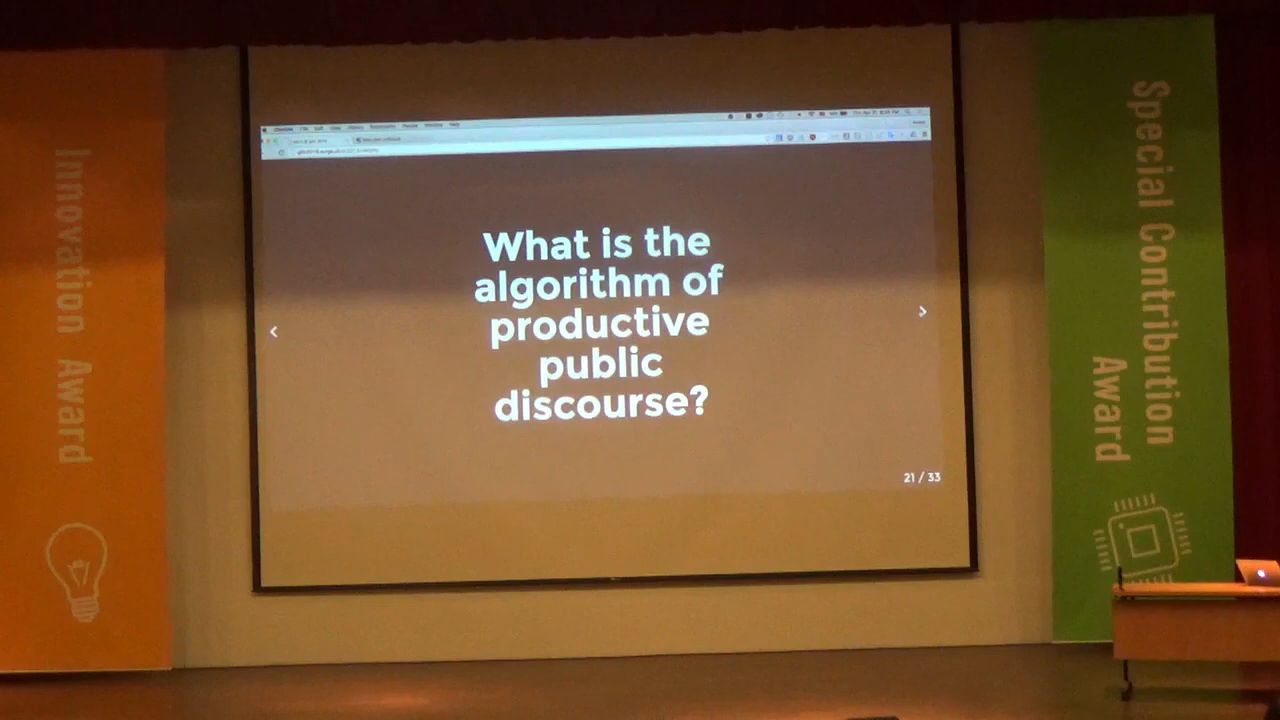 Innovation Award
What is the
algorithm of
productive
public
discourse?
<
>
21 / 33
Special Contribution
Award